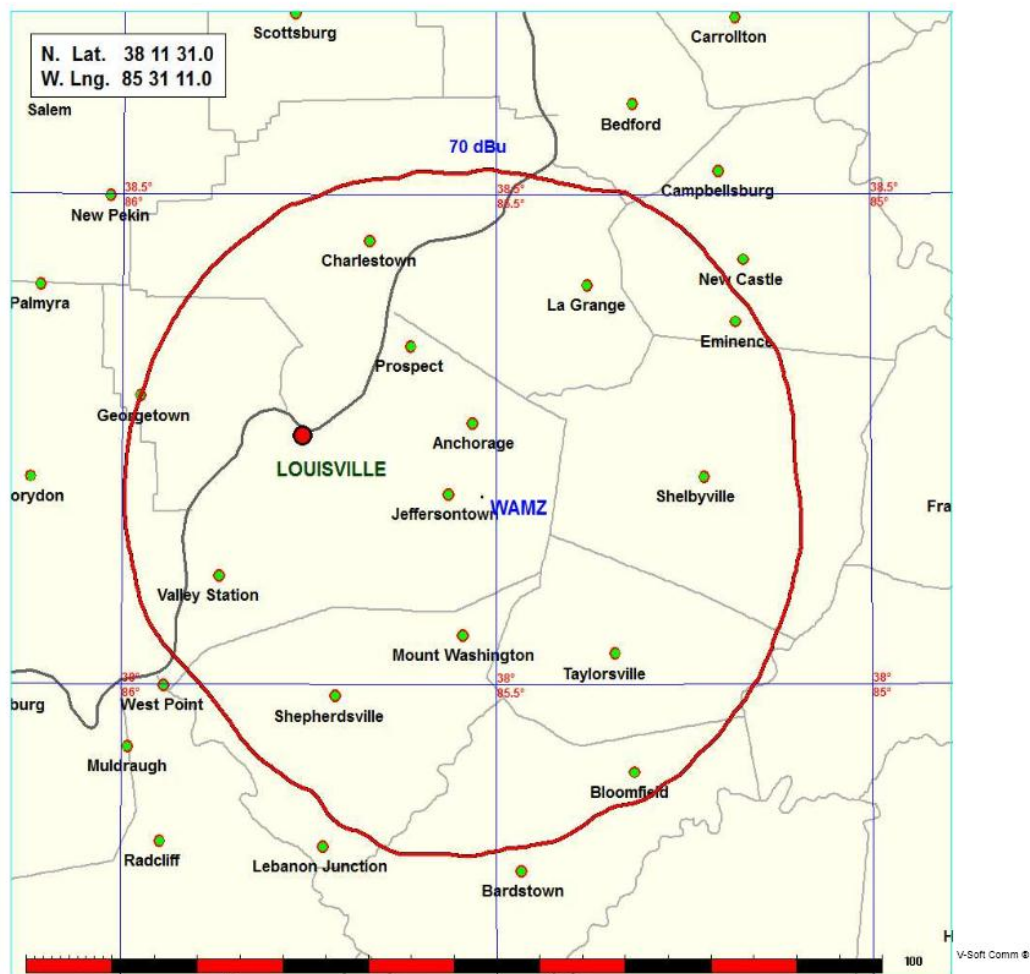 Scottsburg
Carrollton
N. Lat. 38 11 31.0
W. Lng. 85 31 11.0
Salem
Bedford
70 dBu
Campbellsburg
38.5°
86°
38.5°
85.5°
38.5°
85°
New Pekin
Charlestown
New Castle
Palmyra
La Grange
Eminence
Prospect
Georgetown
Anchorage
LOUISVILLE
orydon
Shelbyville
Jeffersontown
WAMZ
Fra
Valley Station
Mount Washington
Taylorsville
38°
86°
38°
85.5°
38°
85°
burg
West Point
Shepherdsville
Muldraugh
Bloomfield
Radcliff
Lebanon Junction
Bardstown
H
V-Soft Comm ®
100